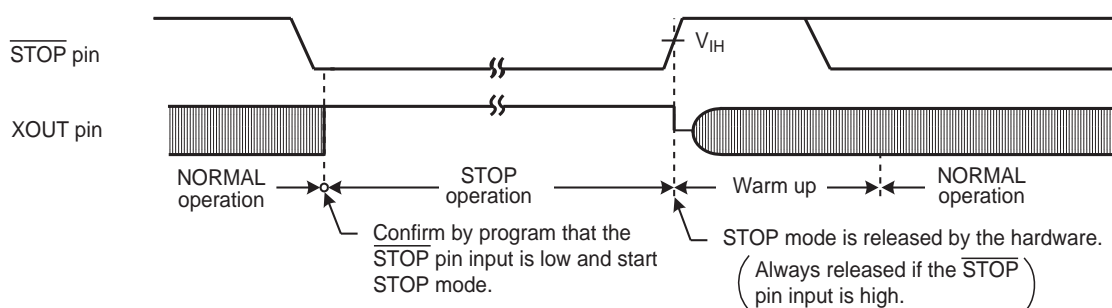 STOP pin
VIH
XOUT pin
NORMAL
operation
STOP
operation
Warm up
NORMAL
operation
Confirm by program that the
STOP pin input is low and start
STOP mode.
STOP mode is released by the hardware.
(Always released if the STOP
pin input is high.)